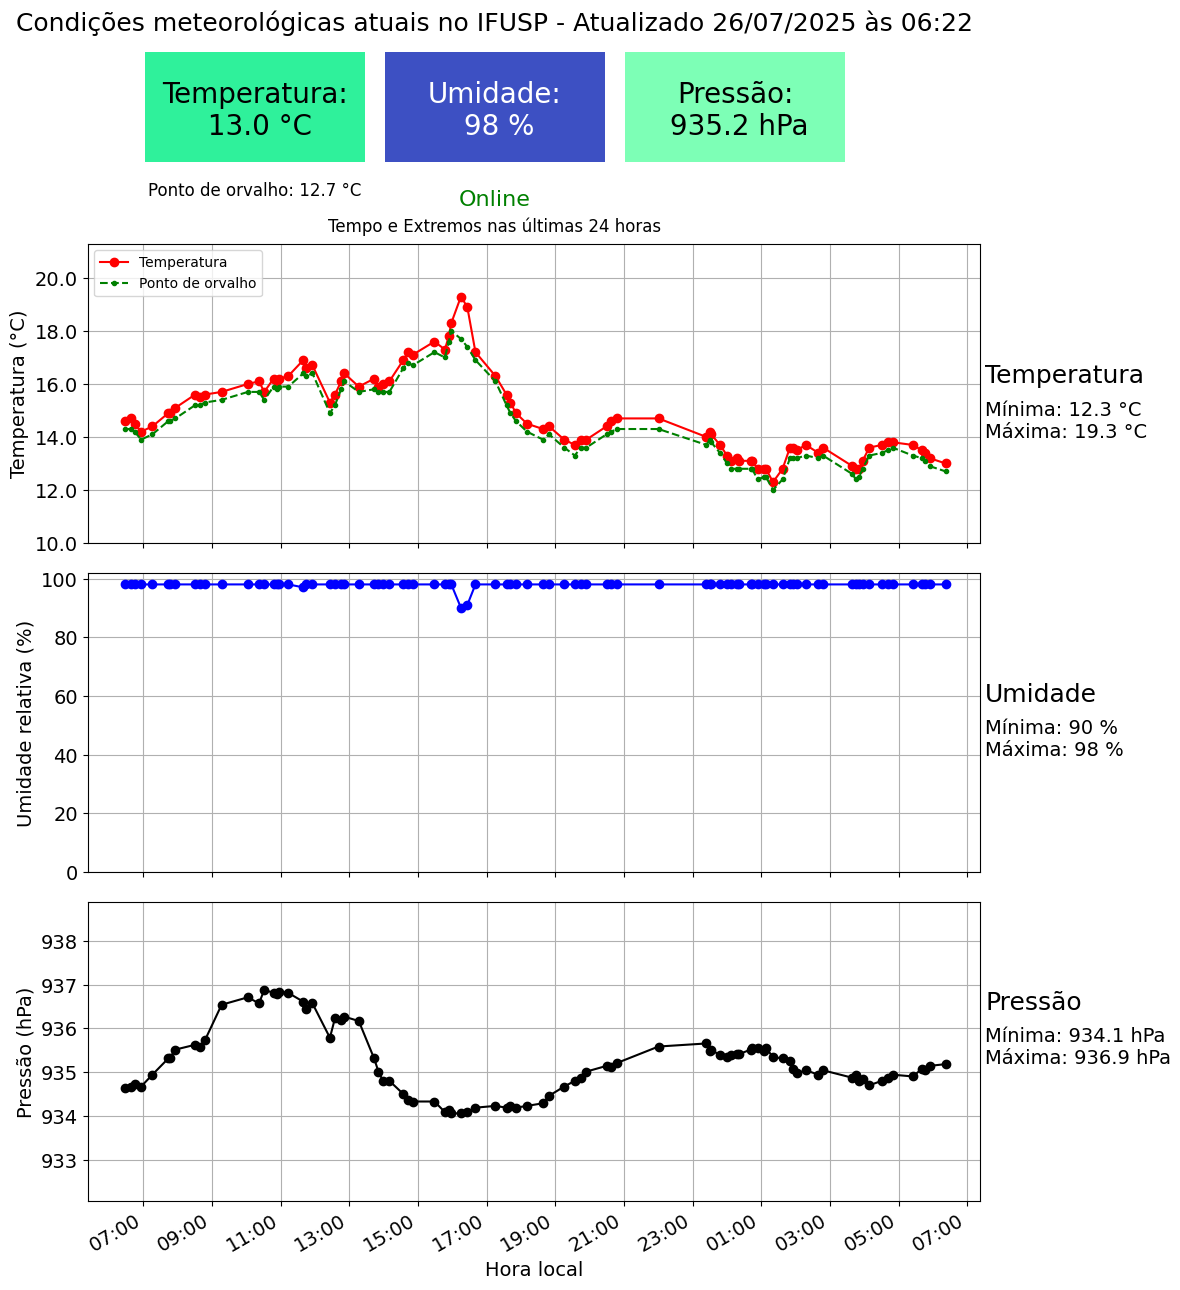 Condições meteorológicas atuais no IFUSP - Atualizado 26/07/2025 às 06:22
Temperatura:
13.0 °C
Umidade:
98 %
Pressão:
935.2 hPa
Ponto de orvalho: 12.7 °C
Online
Tempo e Extremos nas últimas 24 horas
Temperatura
Ponto de orvalho
Temperatura (°C)
20.0
18.0
16.0
14.0
12.0
10.0
Temperatura
Mínima: 12.3 °C
Máxima: 19.3 °C
Umidade relativa (%)
100
80
60
40
20
0
Umidade
Mínima: 90 %
Máxima: 98 %
Pressão (hPa)
938
937
936
935
934
933
Pressão
Mínima: 934.1 hPa
Máxima: 936.9 hPa
07:00
09:00
11:00
13:00
15:00
17:00
19:00
21:00
23:00
01:00
03:00
05:00
07:00
Hora local